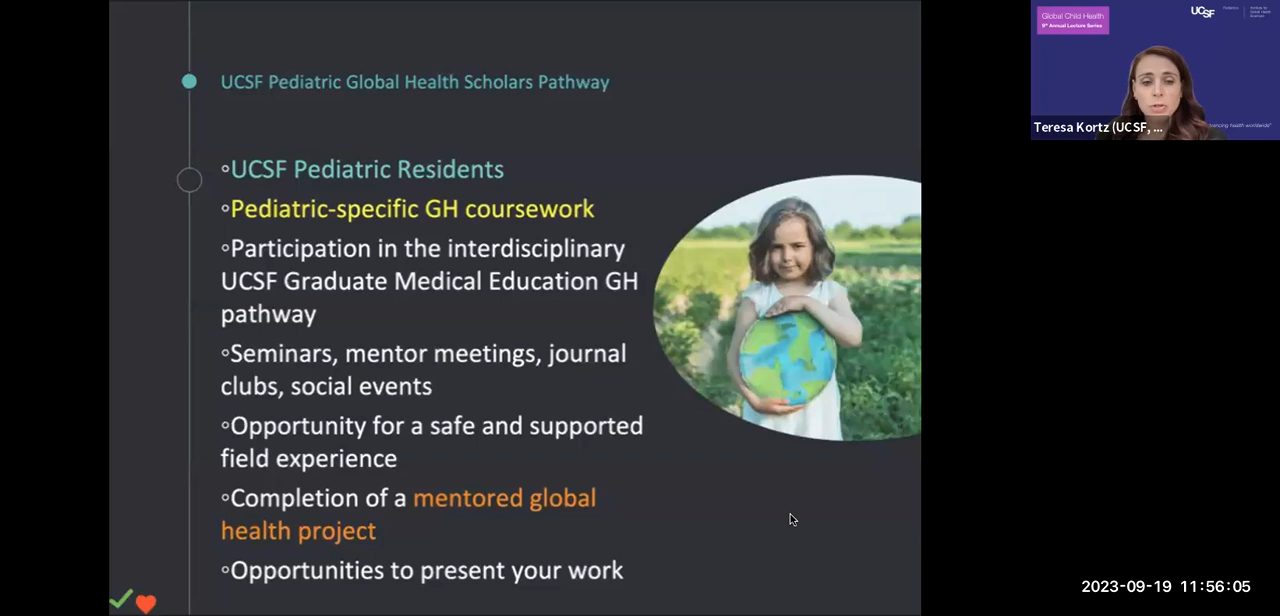 UCSF Pediatric Global Health Scholars Pathway
◦UCSF Pediatric Residents
◦Pediatric-specific GH coursework
◦Participation in the interdisciplinary
UCSF Graduate Medical Education GH
pathway
◦Seminars, mentor meetings, journal
clubs, social events
◦Opportunity for a safe and supported
field experience
◦Completion of a mentored global
health project
◦Opportunities to present your work
Global Child Health
9th Annual Lecture Series
UCSF
Teresa Kortz (UCSF, ...
health worldwide"
2023-09-19 11:56:05